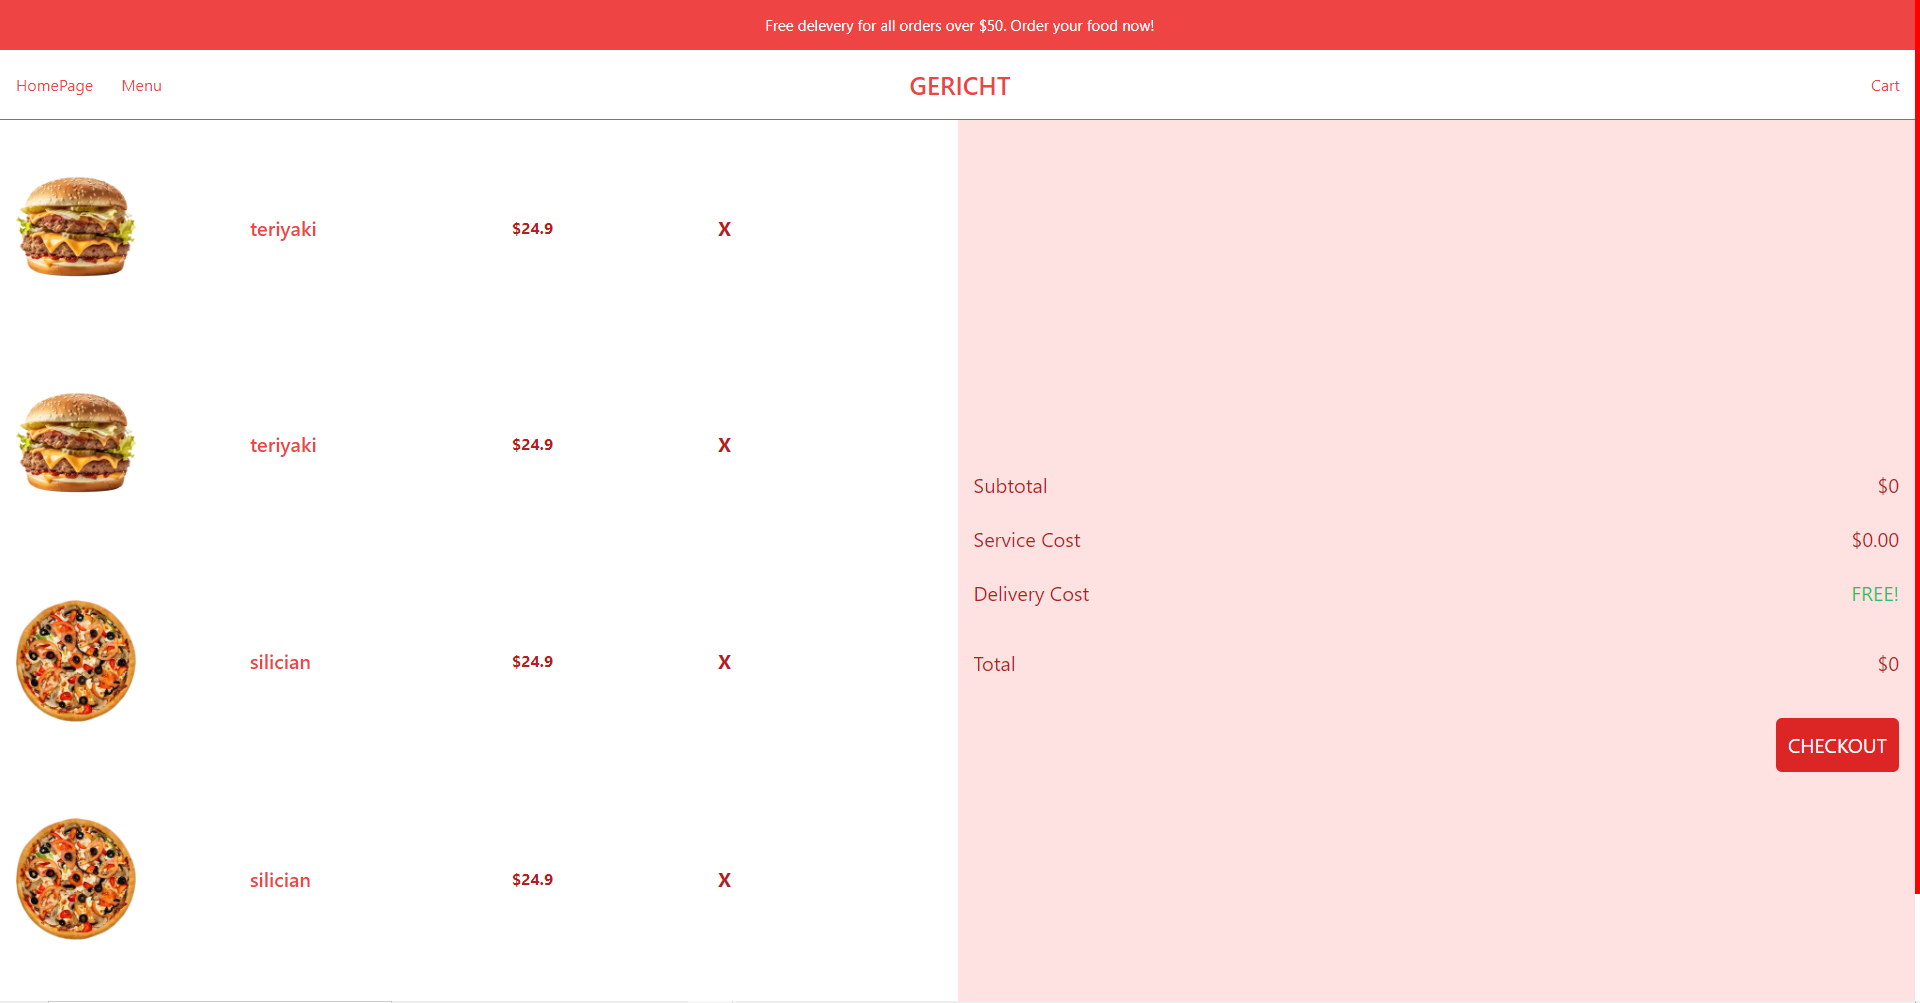 Free delevery for all orders over $50. Order your food now!
HomePage Menu GERICHT Cart
teriyaki $24.9 X
teriyaki $24.9 X
silician $24.9 X
silician $24.9 X
Subtotal $0
Service Cost $0.00
Delivery Cost FREE!
Total $0
CHECKOUT